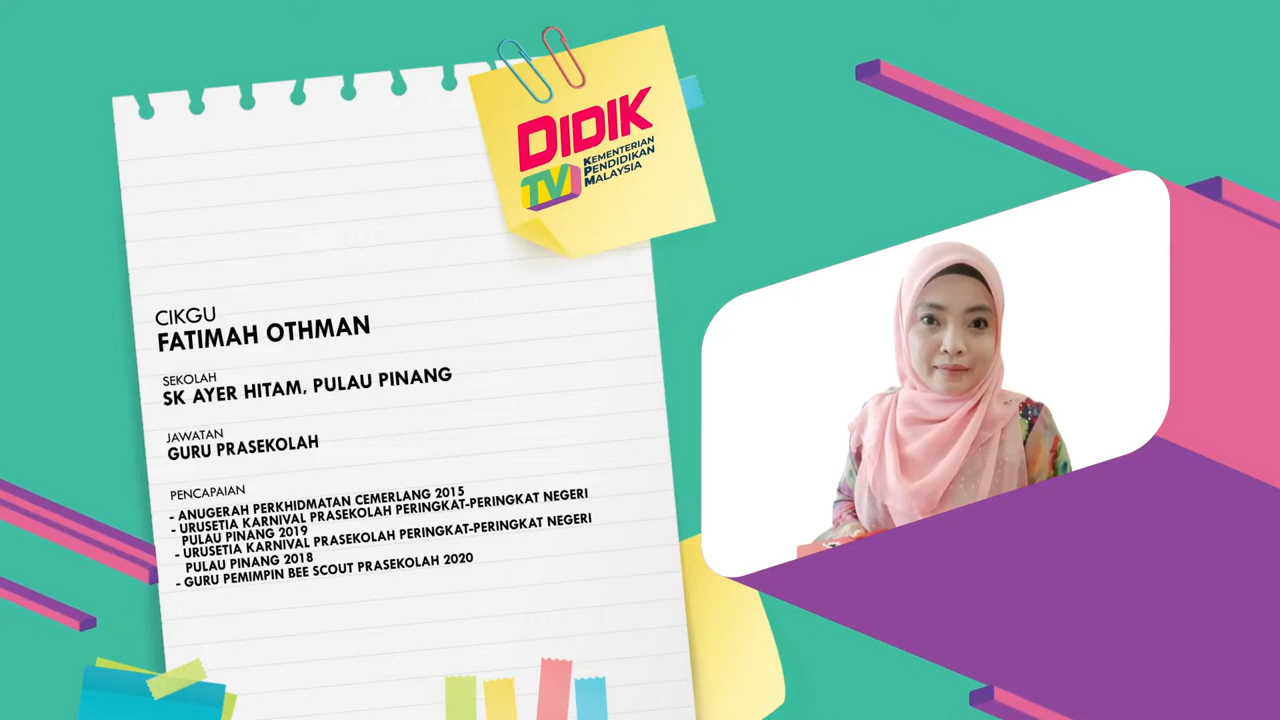 DIDIK
TV
KEMENTERIAN
PENDIDIKAN
MALAYSIA
CIKGU
FATIMAH OTHMAN
SEKOLAH
SK AYER HITAM, PULAU PINANG
JAWATAN
GURU PRASEKOLAH
PENCAPAIAN
- ANUGERAH PERKHIDMATAN CEMERLANG 2015
- URUSETIA KARNIVAL PRASEKOLAH PERINGKAT-PERINGKAT NEGERI
PULAU PINANG 2019
- URUSETIA KARNIVAL PRASEKOLAH PERINGKAT-PERINGKAT NEGERI
PULAU PINANG 2018
- GURU PEMIMPIN BEE SCOUT PRASEKOLAH 2020